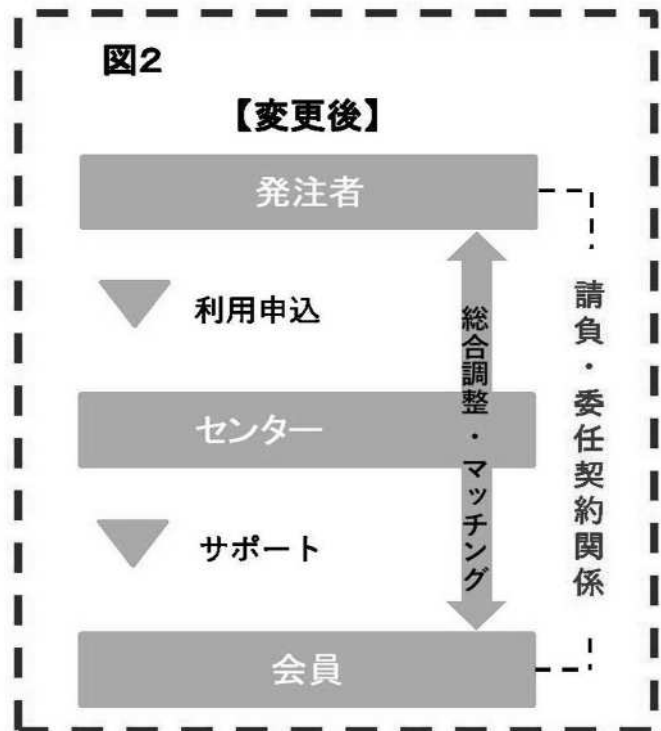 図2
【変更後】
発注者
利用申込
センター
サポート
会員
総合調整・マッチング
請負・委任契約関係